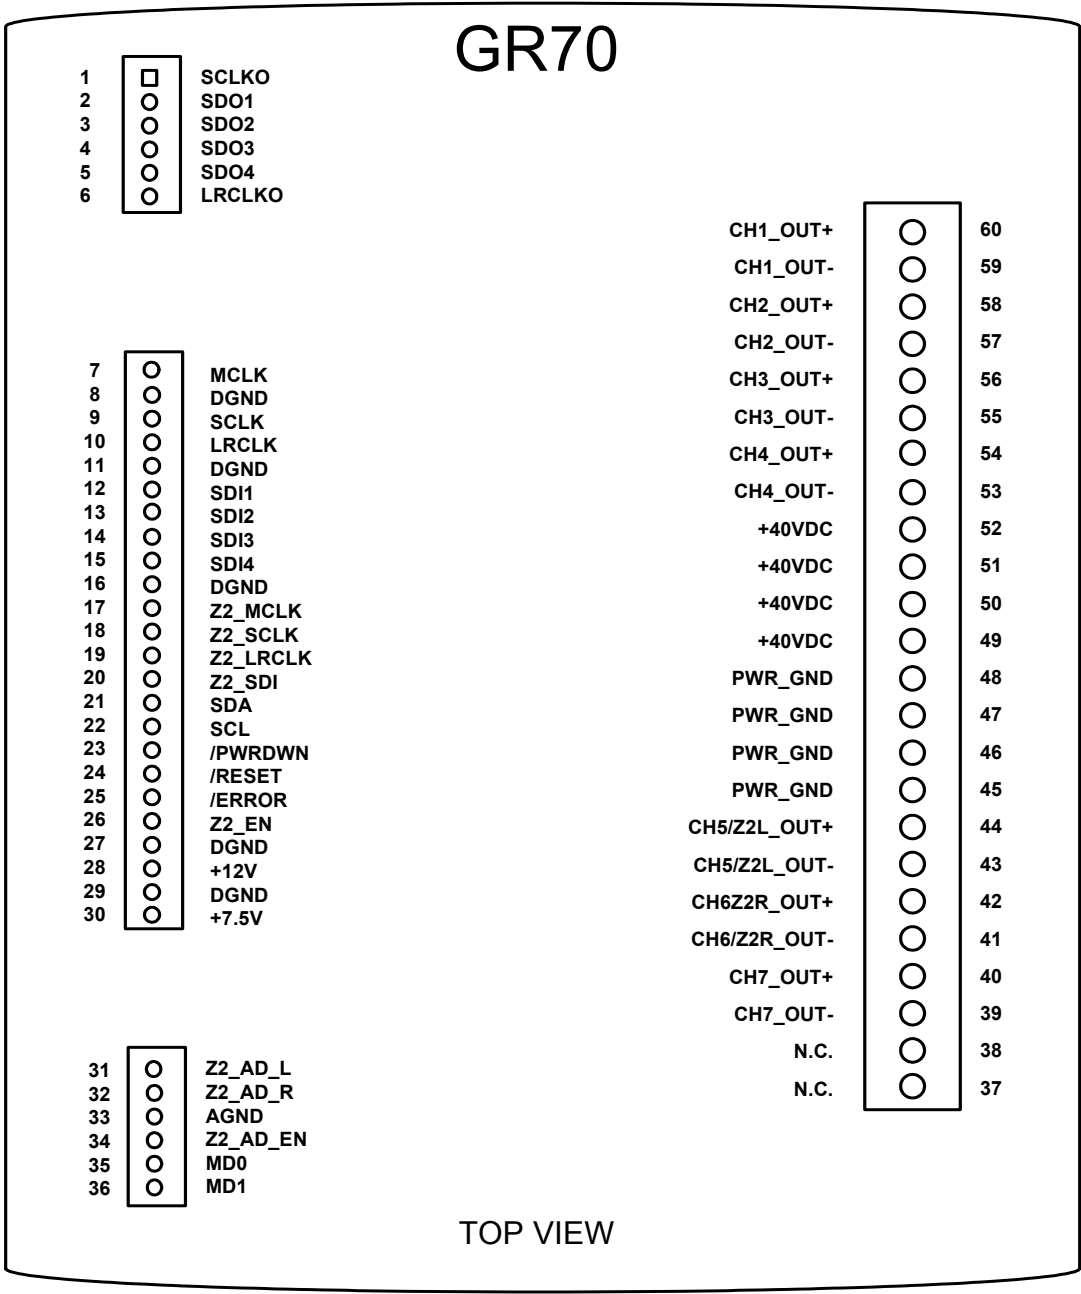 GR70
1 SCLKO
2 SDO1
3 SDO2
4 SDO3
5 SDO4
6 LRCLKO
7 MCLK
8 DGND
9 SCLK
10 LRCLK
11 DGND
12 SDI1
13 SDI2
14 SDI3
15 SDI4
16 DGND
17 Z2_MCLK
18 Z2_SCLK
19 Z2_LRCLK
20 Z2_SDI
21 SDA
22 SCL
23 /PWRDWN
24 /RESET
25 /ERROR
26 Z2_EN
27 DGND
28 +12V
29 DGND
30 +7.5V
31 Z2_AD_L
32 Z2_AD_R
33 AGND
34 Z2_AD_EN
35 MD0
36 MD1
CH1_OUT+ 60
CH1_OUT- 59
CH2_OUT+ 58
CH2_OUT- 57
CH3_OUT+ 56
CH3_OUT- 55
CH4_OUT+ 54
CH4_OUT- 53
+40VDC 52
+40VDC 51
+40VDC 50
+40VDC 49
PWR_GND 48
PWR_GND 47
PWR_GND 46
PWR_GND 45
CH5/Z2L_OUT+ 44
CH5/Z2L_OUT- 43
CH6Z2R_OUT+ 42
CH6/Z2R_OUT- 41
CH7_OUT+ 40
CH7_OUT- 39
N.C. 38
N.C. 37
TOP VIEW